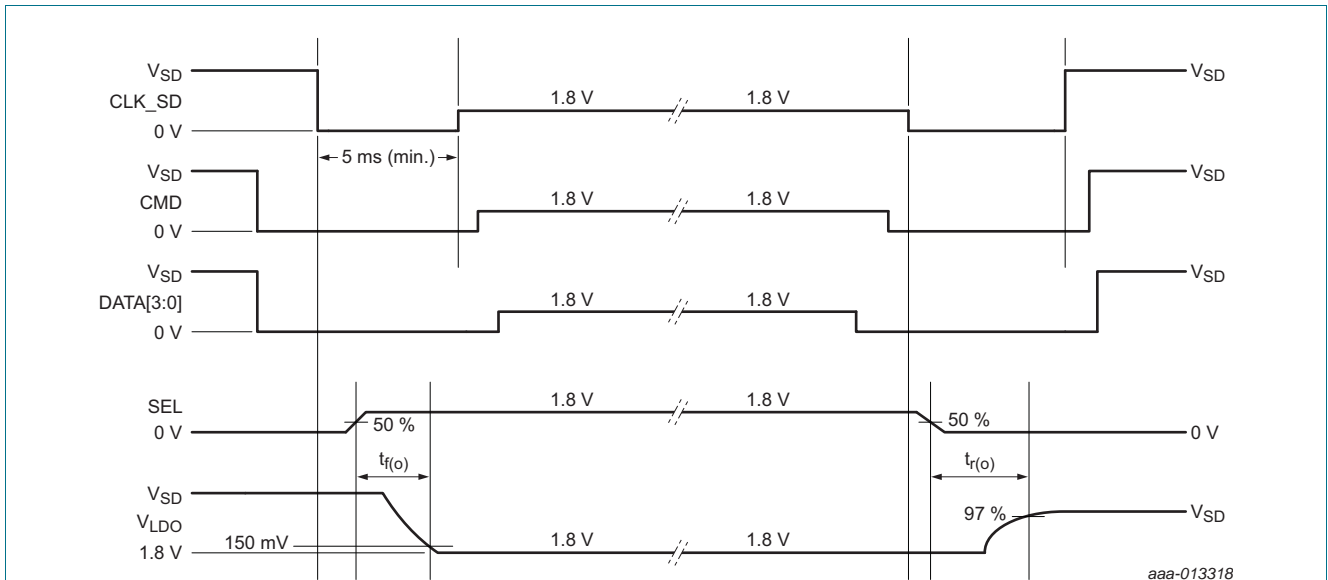 VSD
CLK_SD
0 V
1.8 V
1.8 V
VSD
5 ms (min.)
VSD
CMD
0 V
1.8 V
1.8 V
VSD
VSD
DATA[3:0]
0 V
1.8 V
1.8 V
VSD
SEL
0 V
50 %
1.8 V
1.8 V
50 %
0 V
tf(o)
tr(o)
VSD
VLDO
1.8 V
150 mV
1.8 V
1.8 V
97 %
VSD
aaa-013318